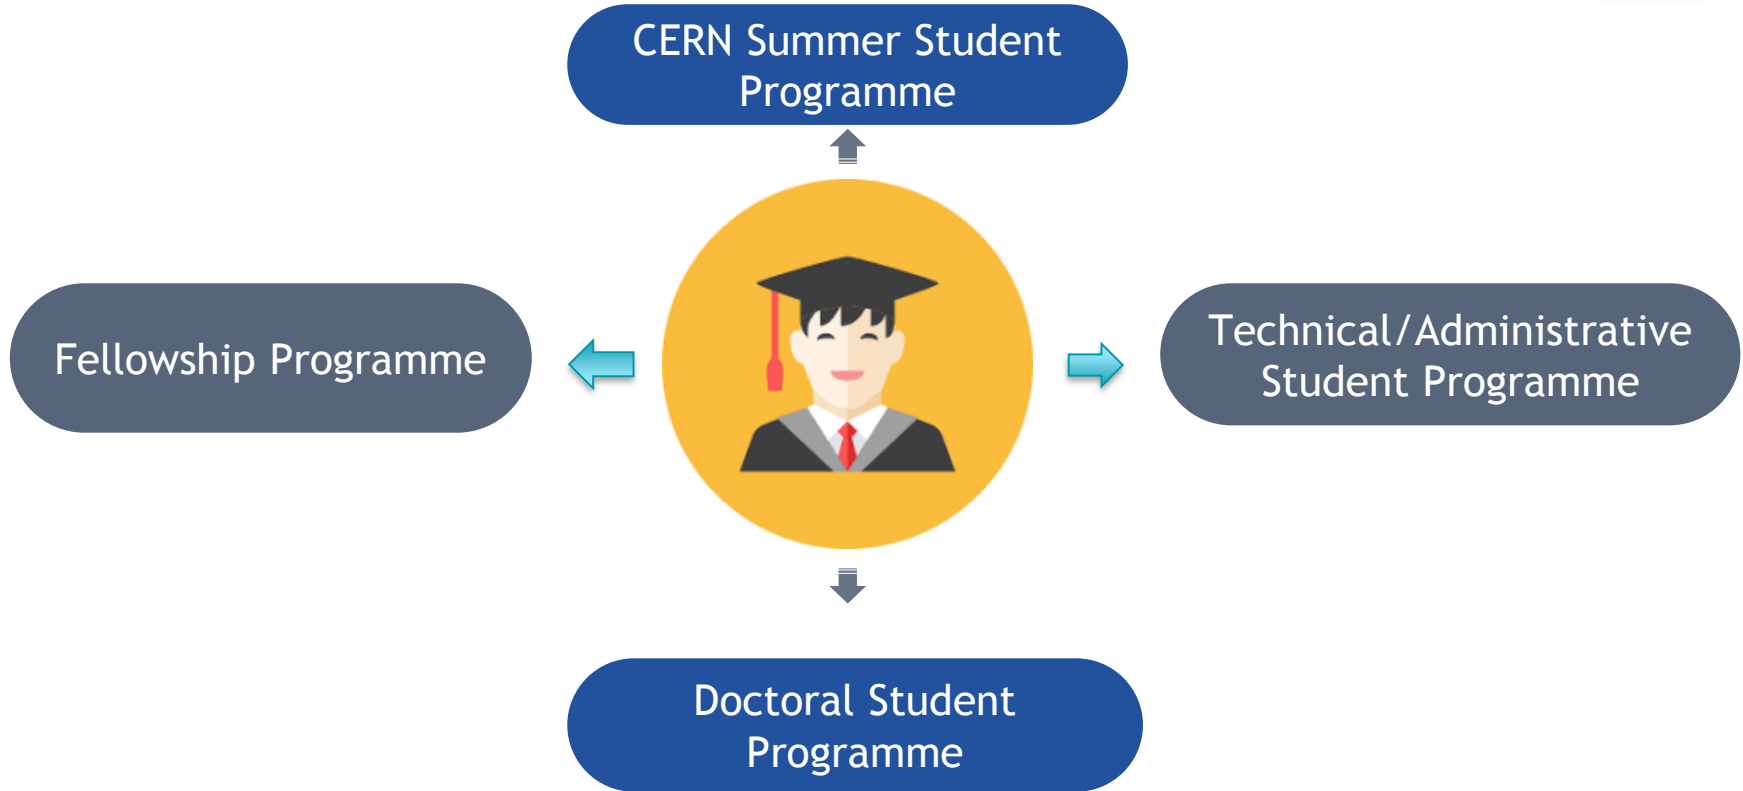 CERN Summer Student
Programme
Fellowship Programme
Technical/Administrative
Student Programme
Doctoral Student
Programme